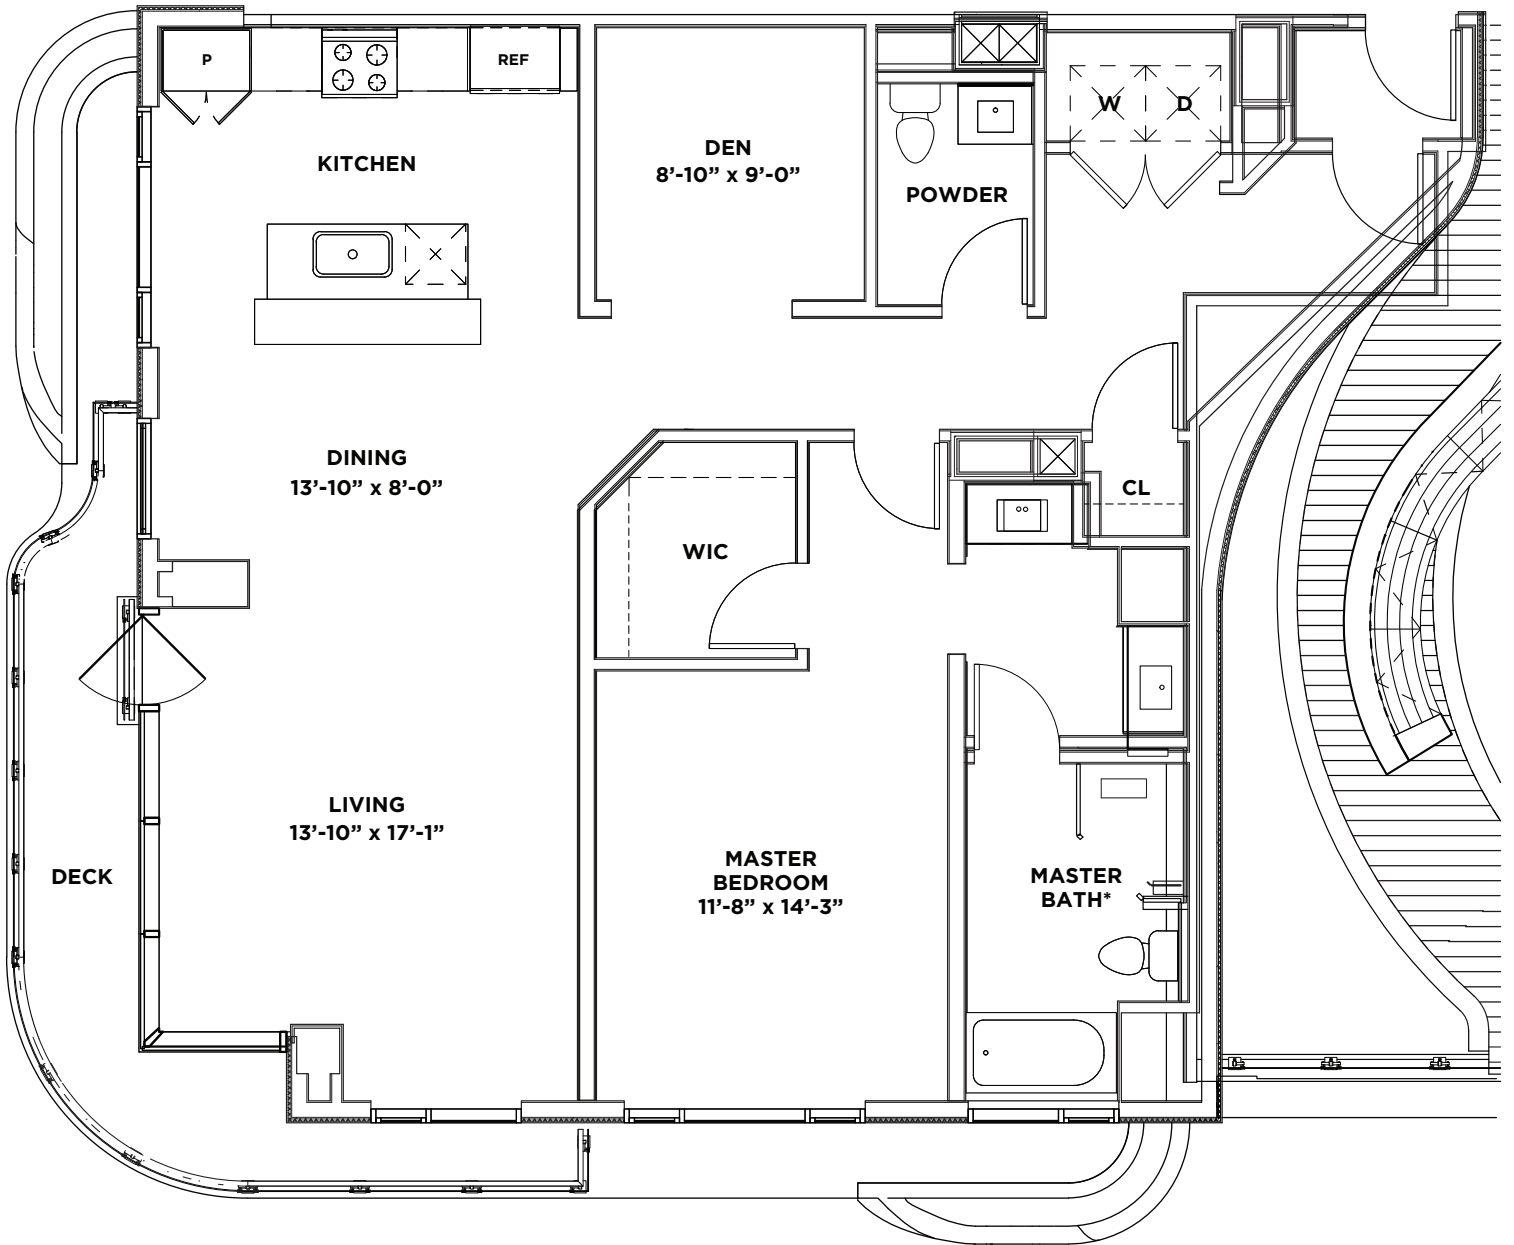 P
REF
KITCHEN
DEN
8’-10” x 9’-0”
POWDER
W
D
DINING
13’-10” x 8’-0”
WIC
CL
LIVING
13’-10” x 17’-1”
DECK
MASTER
BEDROOM
11’-8” x 14’-3”
MASTER
BATH*